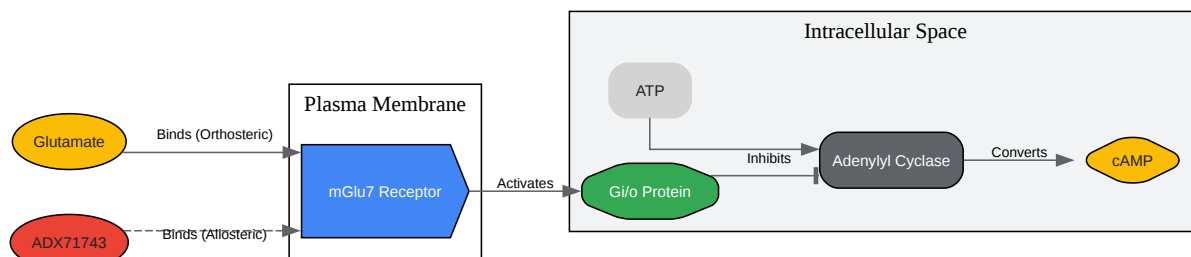 Intracellular Space
ATP
Plasma Membrane
Glutamate
Binds (Orthosteric)
Inhibits
Adenylyl Cyclase
Converts
cAMP
mGlu7 Receptor
Activates
Gi/o Protein
ADX71743
Binds (Allosteric)